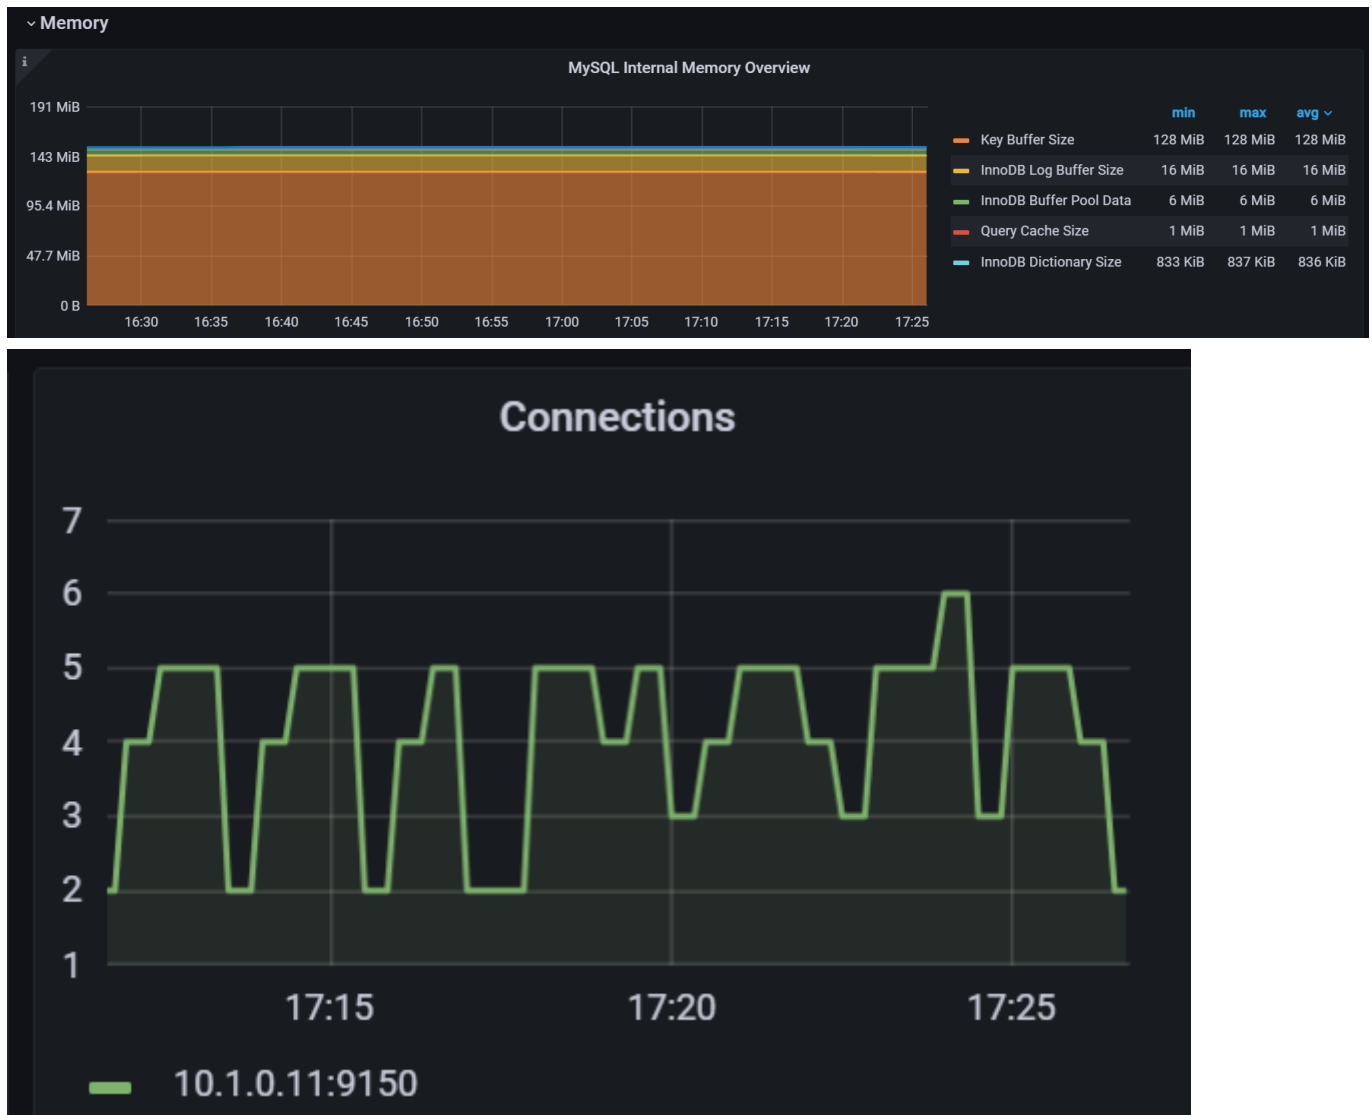 Memory
i
MySQL Internal Memory Overview
191 MiB
143 MiB
95.4 MiB
47.7 MiB
0 B
16:30 16:35 16:40 16:45 16:50 16:55 17:00 17:05 17:10 17:15 17:20 17:25
min max avg
Key Buffer Size 128 MiB 128 MiB 128 MiB
InnoDB Log Buffer Size 16 MiB 16 MiB 16 MiB
InnoDB Buffer Pool Data 6 MiB 6 MiB 6 MiB
Query Cache Size 1 MiB 1 MiB 1 MiB
InnoDB Dictionary Size 833 KiB 837 KiB 836 KiB
Connections
7
6
5
4
3
2
1
17:15 17:20 17:25
10.1.0.11:9150